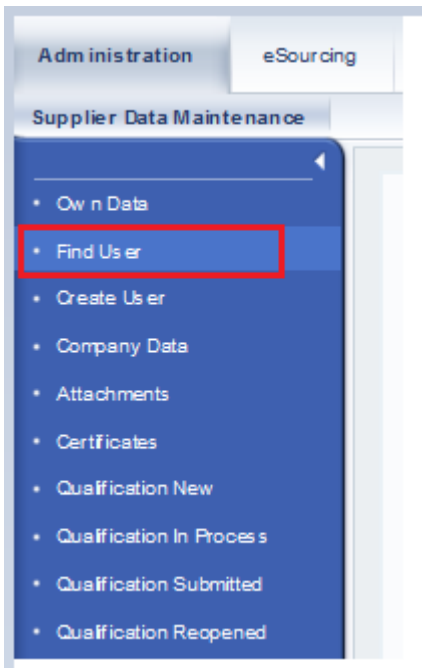 Administration eSourcing
Supplier Data Maintenance
Own Data
Find User
Create User
Company Data
Attachments
Certificates
Qualification New
Qualification In Process
Qualification Submitted
Qualification Reopened